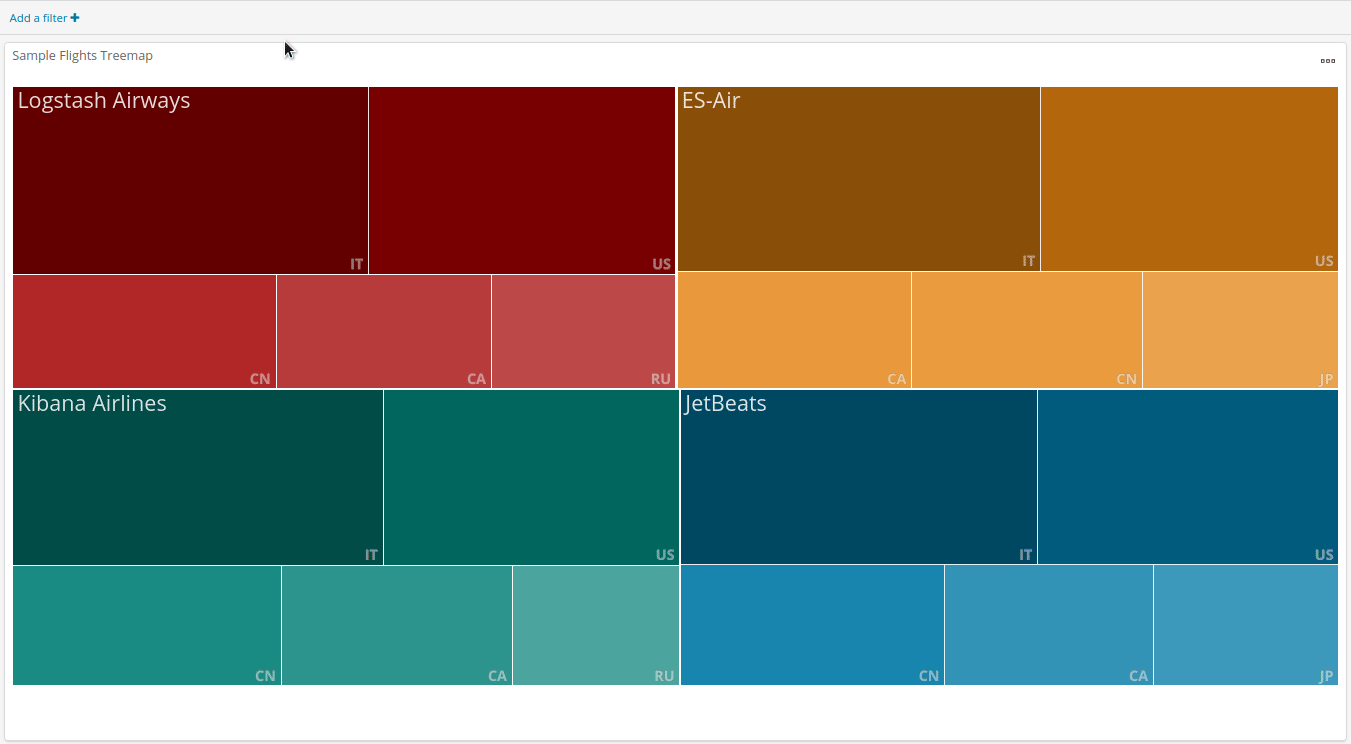 Add a filter +
Sample Flights Treemap
Logstash Airways
IT
US
CN
CA
RU
ES-Air
IT
US
CA
CN
JP
Kibana Airlines
IT
US
CN
CA
RU
JetBeats
IT
US
CN
CA
JP